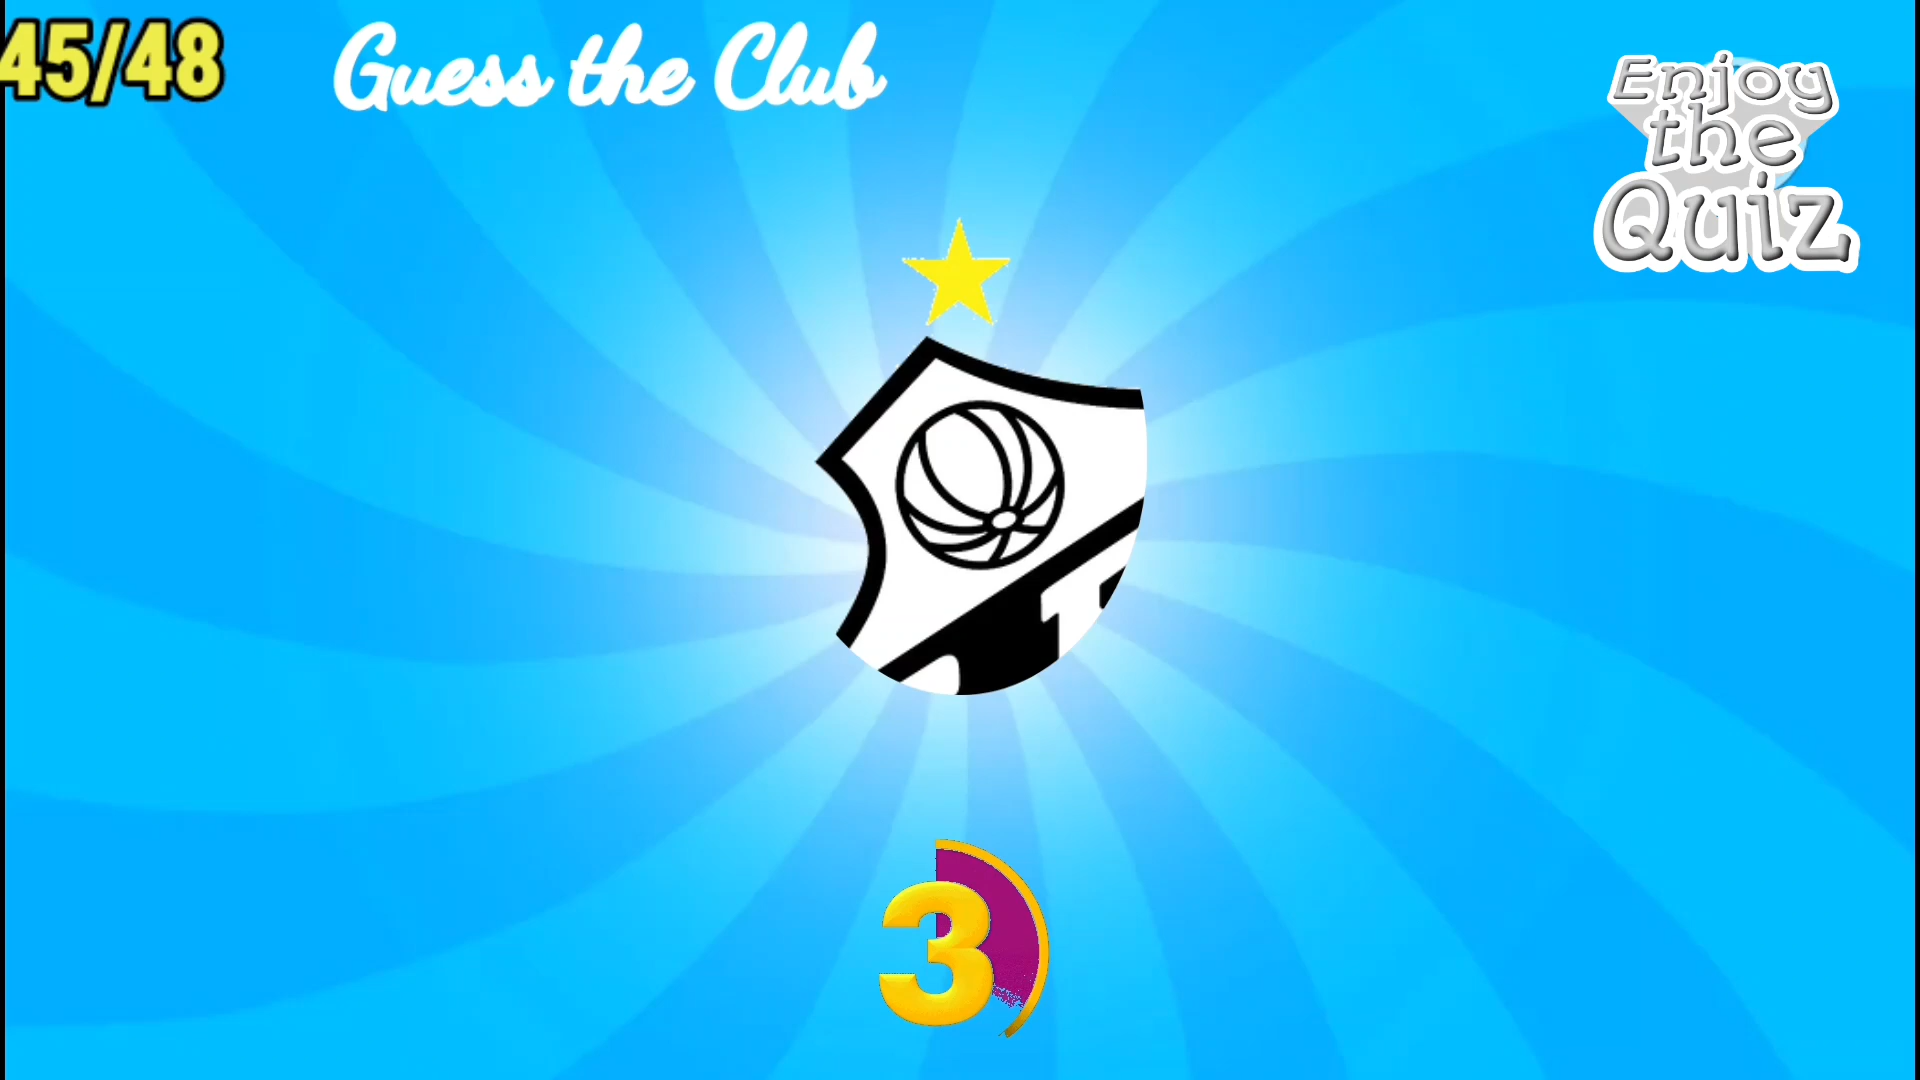 45/48
Guess the Club
Enjoy
the
Quiz
3